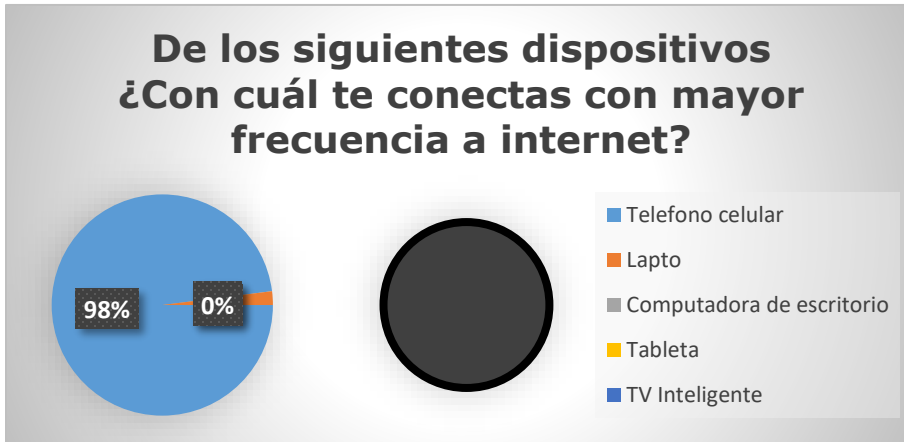 De los siguientes dispositivos
¿Con cuál te conectas con mayor
frecuencia a internet?
98%
0%
Telefono celular
Lapto
Computadora de escritorio
Tableta
TV Inteligente